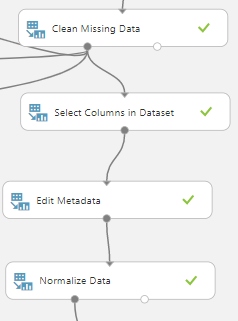 Clean Missing Data
Select Columns in Dataset
Edit Metadata
Normalize Data